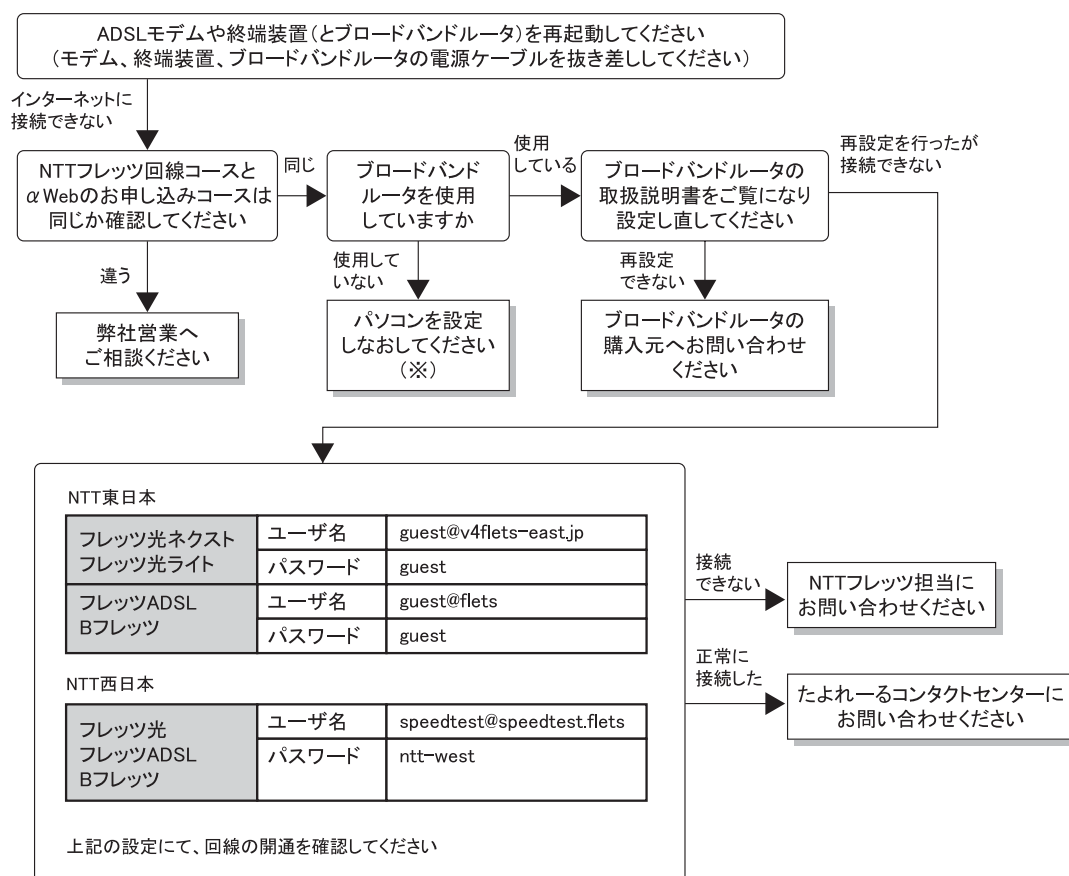 ADSLモデムや終端装置(とブロードバンドルータ)を再起動してください
(モデム、終端装置、ブロードバンドルータの電源ケーブルを抜き差ししてください)
インターネットに
接続できない
NTTフレッツ回線コースと
αWebのお申し込みコースは
同じか確認してください
同じ
ブロードバンド
ルータを使用
していますか
使用
している
ブロードバンドルータの
取扱説明書をご覧になり
設定し直してください
再設定を行ったが
接続できない
違う
弊社営業へ
ご相談ください
使用して
いない
パソコンを設定
しなおしてください
(※)
再設定
できない
ブロードバンドルータの
購入元へお問い合わせ
ください
NTT東日本
フレッツ光ネクスト
フレッツ光ライト
ユーザ名
guest@v4flets-east.jp
パスワード
guest
フレッツADSL
Bフレッツ
ユーザ名
guest@flets
パスワード
guest
NTT西日本
フレッツ光
フレッツADSL
Bフレッツ
ユーザ名
speedtest@speedtest.flets
パスワード
ntt-west
上記の設定にて、回線の開通を確認してください
接続
できない
NTTフレッツ担当に
お問い合わせください
正常に
接続した
たよれーるコンタクトセンターに
お問い合わせください